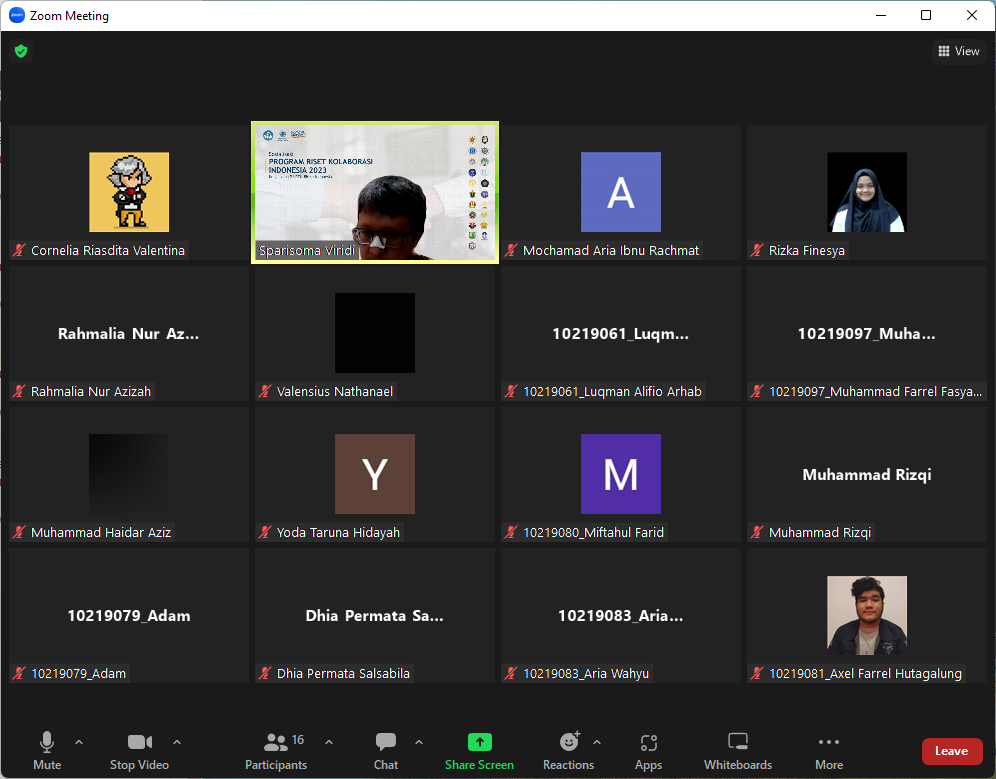 zoom
Zoom Meeting
View
Cornelia Riasdita Valentina
PROGRAM RISET KOLABORASI
INDONESIA 2023
Sparisoma Viridi
A
Mochamad Aria Ibnu Rachmat
Rizka Finesya
Rahmalia Nur Az...
Rahmalia Nur Azizah
Valensius Nathanael
10219061_Luqm...
10219061_Luqman Alifio Arhab
10219097_Muha...
10219097_Muhammad Farrel Fasya...
Muhammad Haidar Aziz
Y
Yoda Taruna Hidayah
M
10219080_Miftahul Farid
Muhammad Rizqi
Muhammad Rizqi
10219079_Adam
10219079_Adam
Dhia Permata Sa...
Dhia Permata Salsabila
10219083_Aria...
10219083_Aria Wahyu
10219081_Axel Farrel Hutagalung
Mute
Stop Video
16
Participants
Chat
Share Screen
Reactions
Apps
Whiteboards
More
Leave